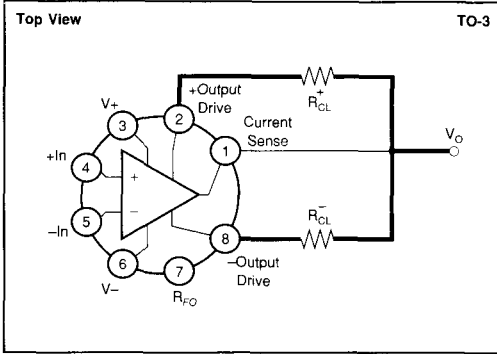 Top View
TO-3
+Output
Drive
R+CL
V+
2
3
Current
Sense
VO
+In
4
+
1
−In
5
−
R−CL
8
6
7
−Output
Drive
V−
RFO